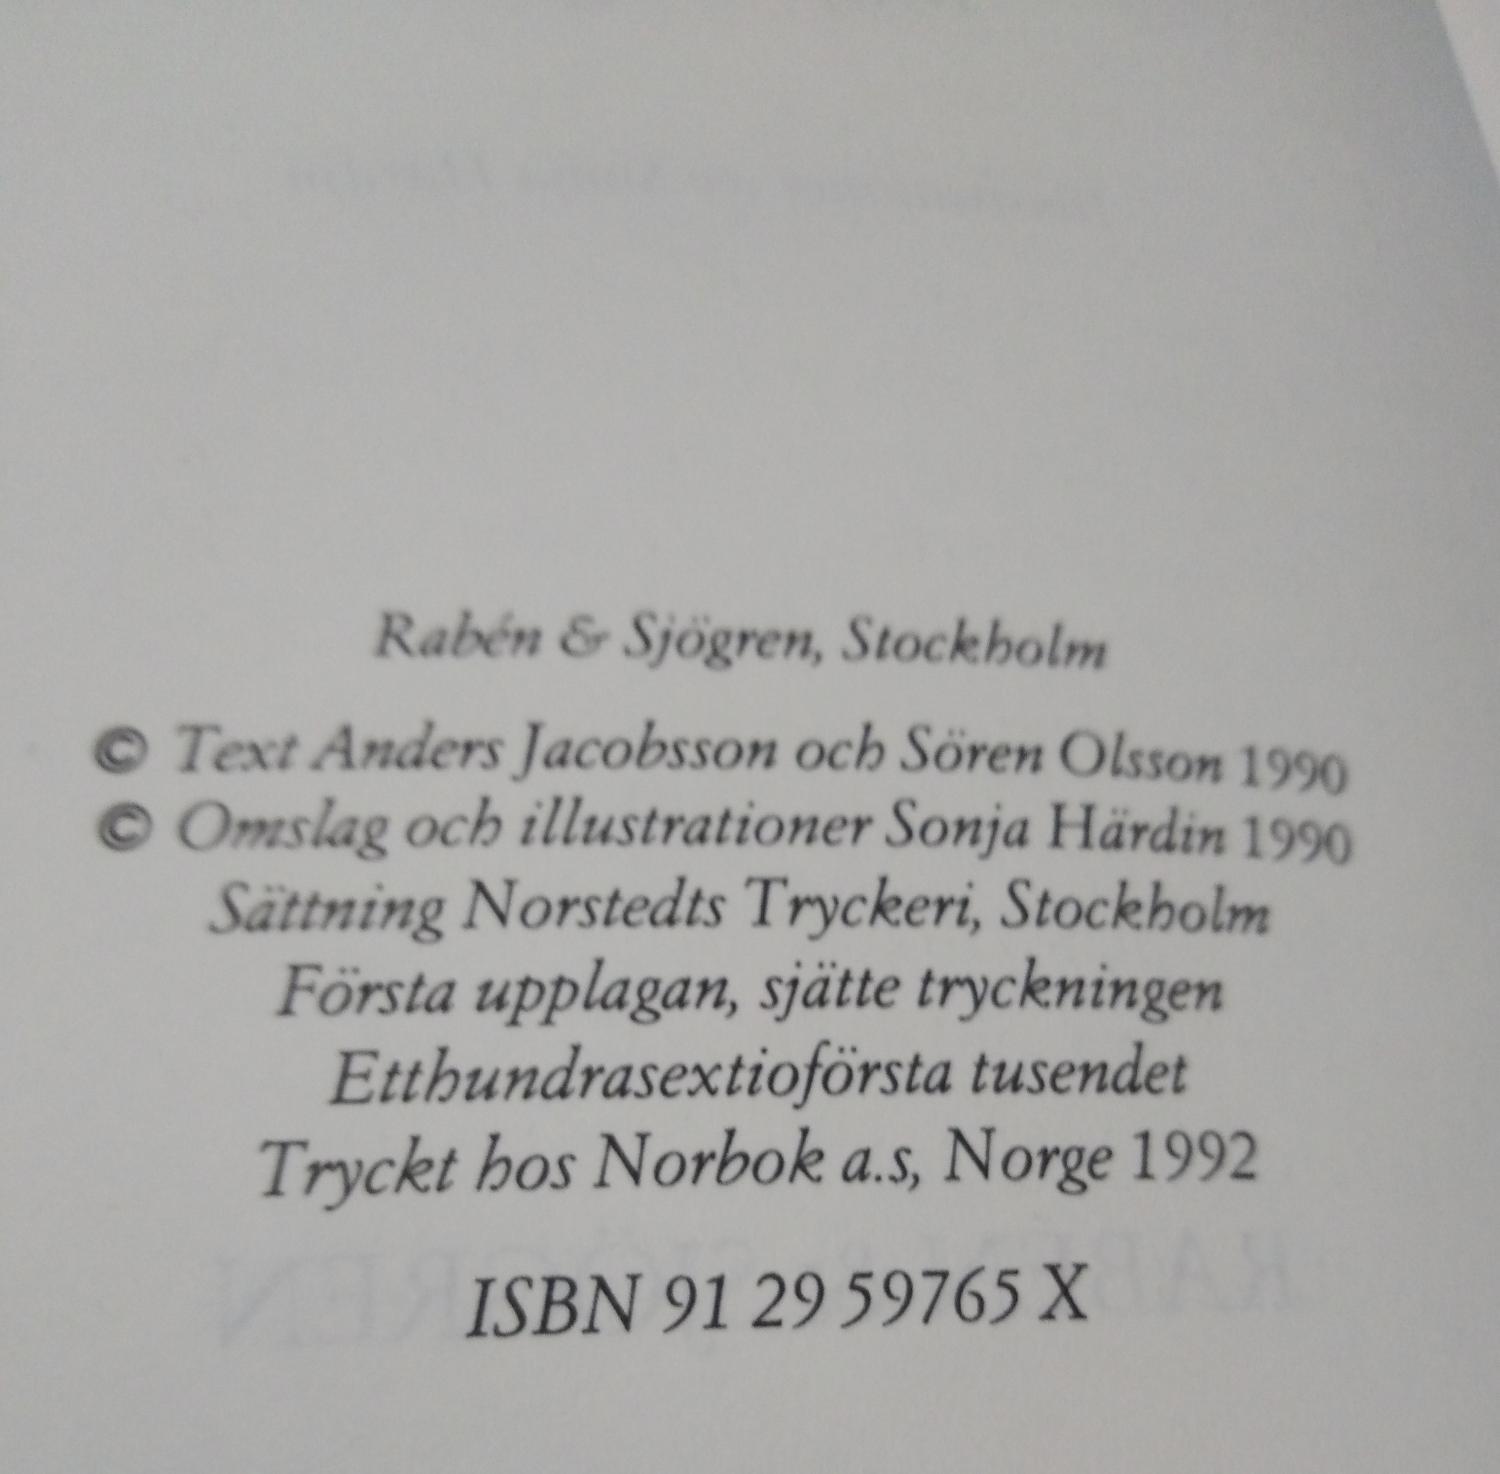 Rabén & Sjögren, Stockholm
© Text Anders Jacobsson och Sören Olsson 1990
© Omslag och illustrationer Sonja Härdin 1990
Sättning Norstedts Tryckeri, Stockholm
Första upplagan, sjätte tryckningen
Etthundrasextioförsta tusendet
Tryckt hos Norbok a.s, Norge 1992
ISBN 91 29 59765 X